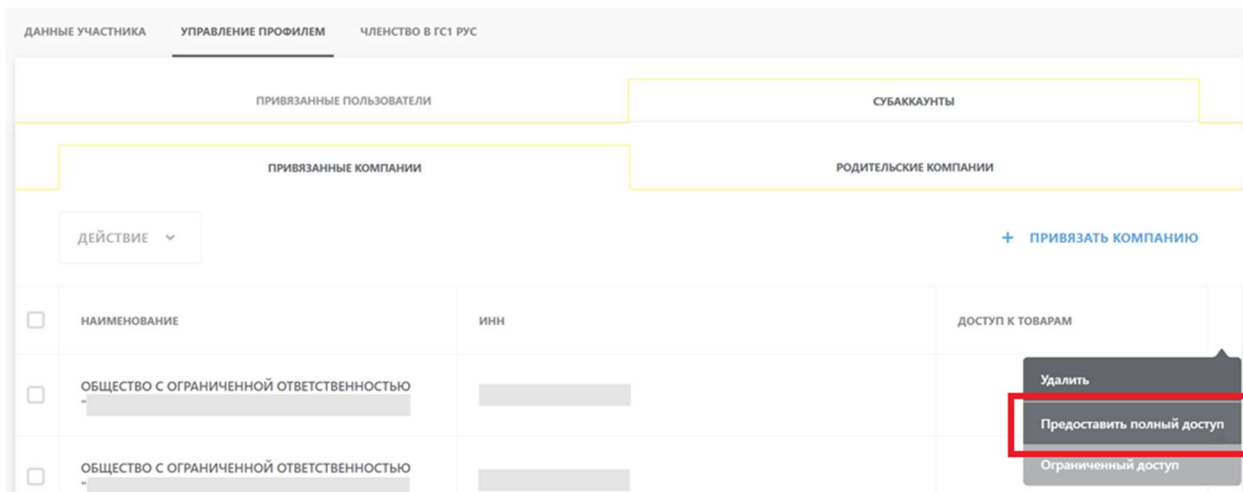 ДАННЫЕ УЧАСТНИКА УПРАВЛЕНИЕ ПРОФИЛЕМ ЧЛЕНСТВО В ГС1 РУС
ПРИВЯЗАННЫЕ ПОЛЬЗОВАТЕЛИ СУБАККАУНТЫ
ПРИВЯЗАННЫЕ КОМПАНИИ РОДИТЕЛЬСКИЕ КОМПАНИИ
ДЕЙСТВИЕ + ПРИВЯЗАТЬ КОМПАНИЮ
НАИМЕНОВАНИЕ ИНН ДОСТУП К ТОВАРАМ
Удалить
ОБЩЕСТВО С ОГРАНИЧЕННОЙ ОТВЕТСТВЕННОСТЬЮ
"
Предоставить полный доступ
Ограниченный доступ
ОБЩЕСТВО С ОГРАНИЧЕННОЙ ОТВЕТСТВЕННОСТЬЮ
"